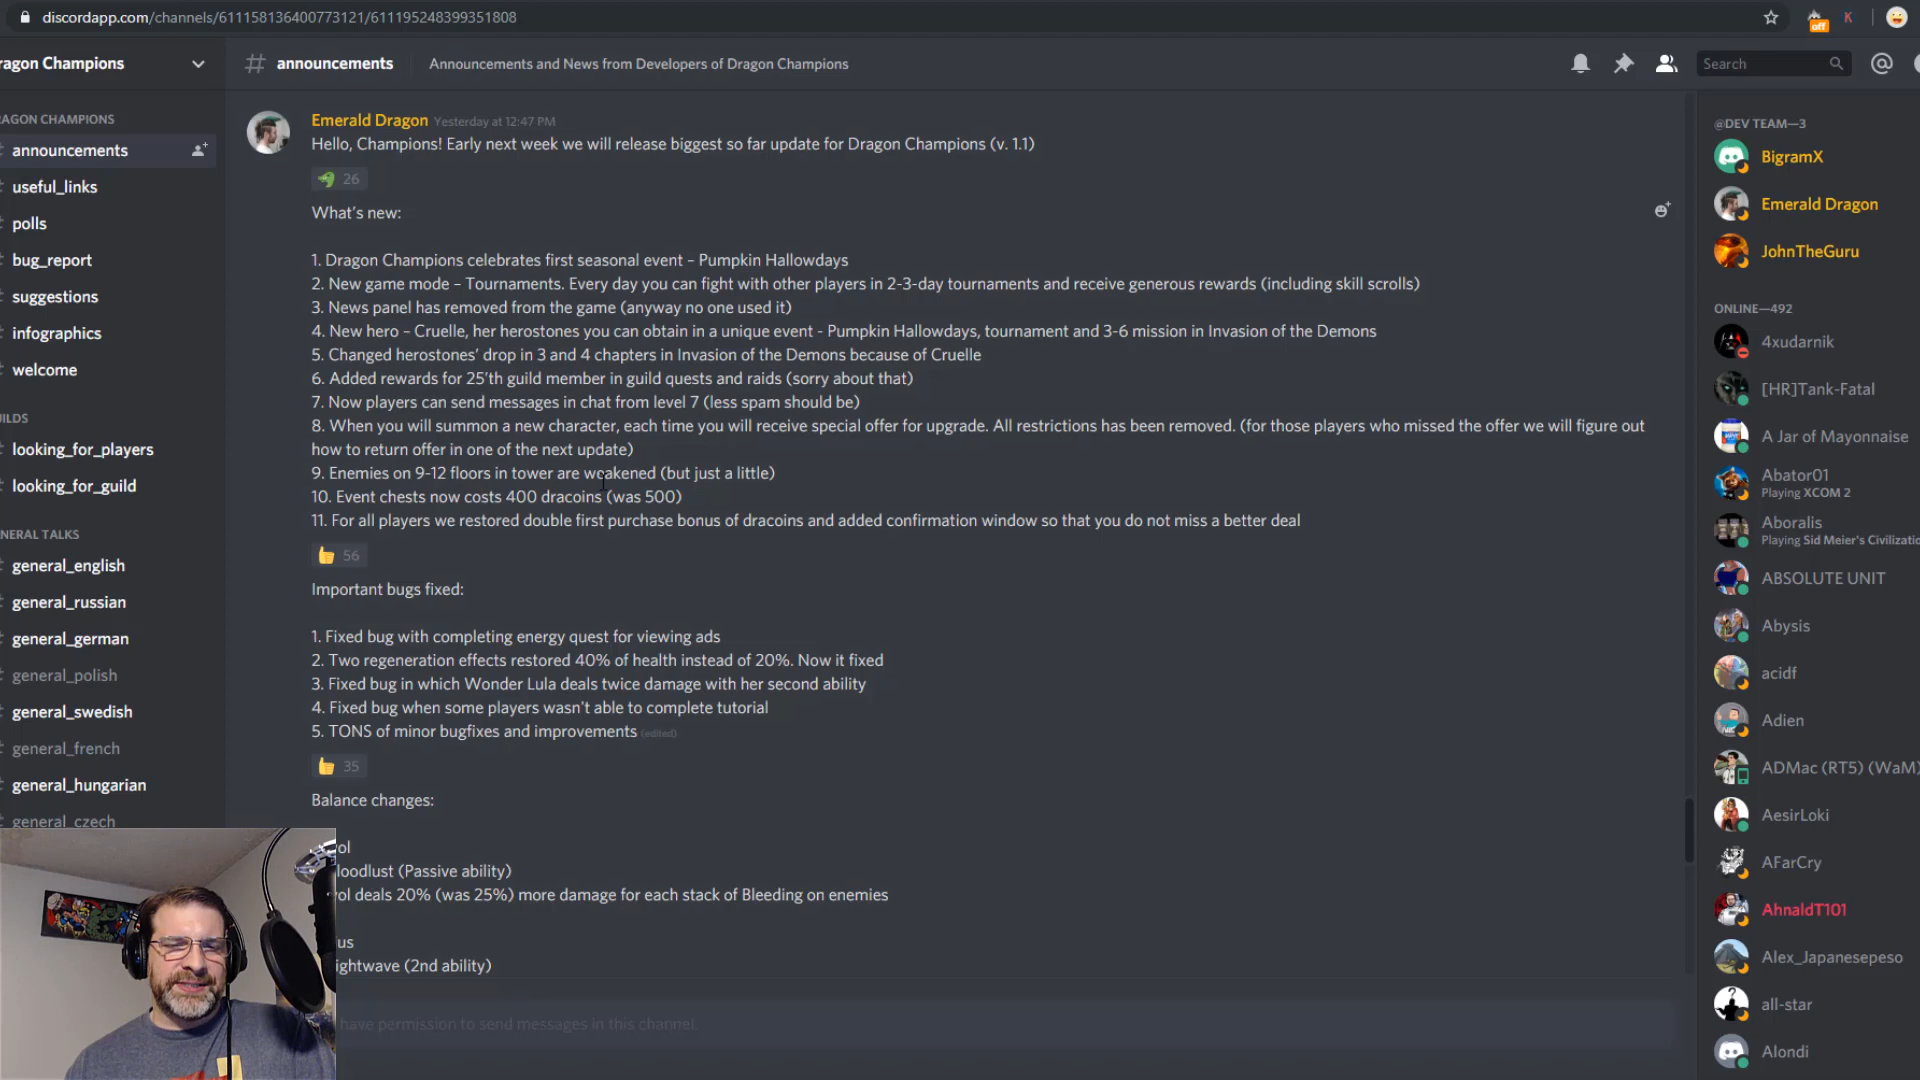 discordapp.com/channels/611158136400773121/611195248399351808
off
K
ragon Champions
announcements
Announcements and News from Developers of Dragon Champions
Search
RAGON CHAMPIONS
announcements
useful_links
polls
bug_report
suggestions
infographics
welcome
ILDS
looking_for_players
looking_for_guild
NERAL TALKS
general_english
general_russian
general_german
general_polish
general_swedish
general_french
general_hungarian
general_czech
Emerald Dragon Yesterday at 12:47 PM
Hello, Champions! Early next week we will release biggest so far update for Dragon Champions (v. 1.1)
26
What's new:
1. Dragon Champions celebrates first seasonal event – Pumpkin Hallowdays
2. New game mode – Tournaments. Every day you can fight with other players in 2-3-day tournaments and receive generous rewards (including skill scrolls)
3. News panel has removed from the game (anyway no one used it)
4. New hero – Cruelle, her herostones you can obtain in a unique event - Pumpkin Hallowdays, tournament and 3-6 mission in Invasion of the Demons
5. Changed herostones' drop in 3 and 4 chapters in Invasion of the Demons because of Cruelle
6. Added rewards for 25'th guild member in guild quests and raids (sorry about that)
7. Now players can send messages in chat from level 7 (less spam should be)
8. When you will summon a new character, each time you will receive special offer for upgrade. All restrictions has been removed. (for those players who missed the offer we will figure out
how to return offer in one of the next update)
9. Enemies on 9-12 floors in tower are weakened (but just a little)
10. Event chests now costs 400 dracoins (was 500)
11. For all players we restored double first purchase bonus of dracoins and added confirmation window so that you do not miss a better deal
56
Important bugs fixed:
1. Fixed bug with completing energy quest for viewing ads
2. Two regeneration effects restored 40% of health instead of 20%. Now it fixed
3. Fixed bug in which Wonder Lula deals twice damage with her second ability
4. Fixed bug when some players wasn't able to complete tutorial
5. TONS of minor bugfixes and improvements (edited)
35
Balance changes:
ol
loodlust (Passive ability)
ol deals 20% (was 25%) more damage for each stack of Bleeding on enemies
ius
ightwave (2nd ability)
have permission to send messages in this channel.
@DEV TEAM—3
BigramX
Emerald Dragon
JohnTheGuru
ONLINE—492
4xudarnik
[HR]Tank-Fatal
A Jar of Mayonnaise
Abator01
Playing XCOM 2
Aboralis
Playing Sid Meier's Civilizatio
ABSOLUTE UNIT
Abysis
acidf
Adien
ADMac (RT5) (WaM)
AesirLoki
AFarCry
AhnaldT101
Alex_Japanesepeso
all-star
Alondi